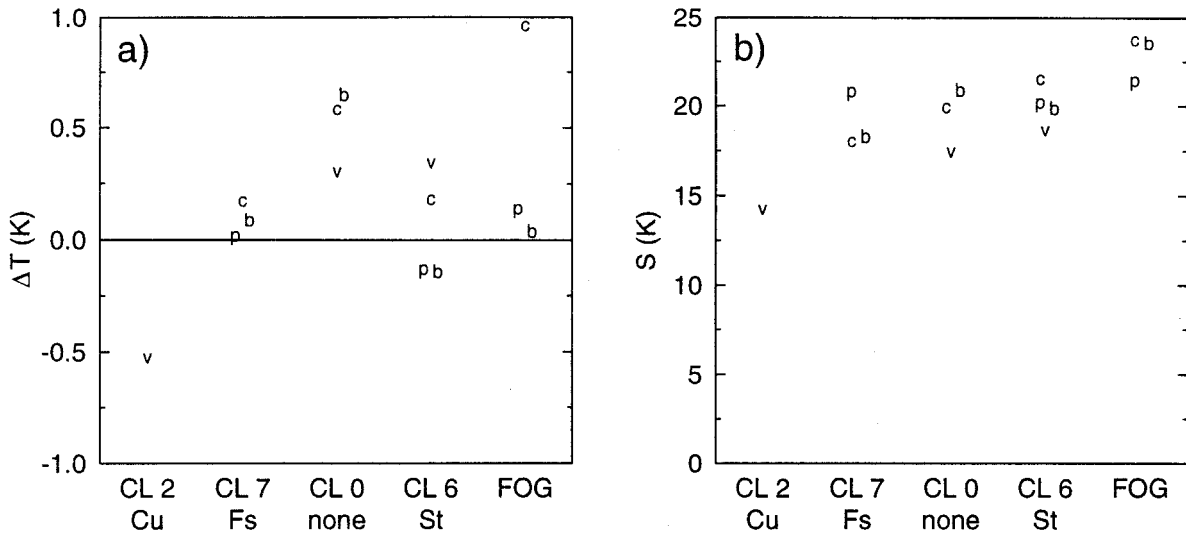 a)
1.0
0.5
0.0
-0.5
-1.0
ΔT (K)
c
b
c
v
v
c
c
b
p
p
b
p b
v
CL 2 CL 7 CL 0 CL 6 FOG
Cu Fs none St
b)
25
20
15
10
5
0
S (K)
c b
c
p
p
b
c
p b
c b
v
v
v
CL 2 CL 7 CL 0 CL 6 FOG
Cu Fs none St